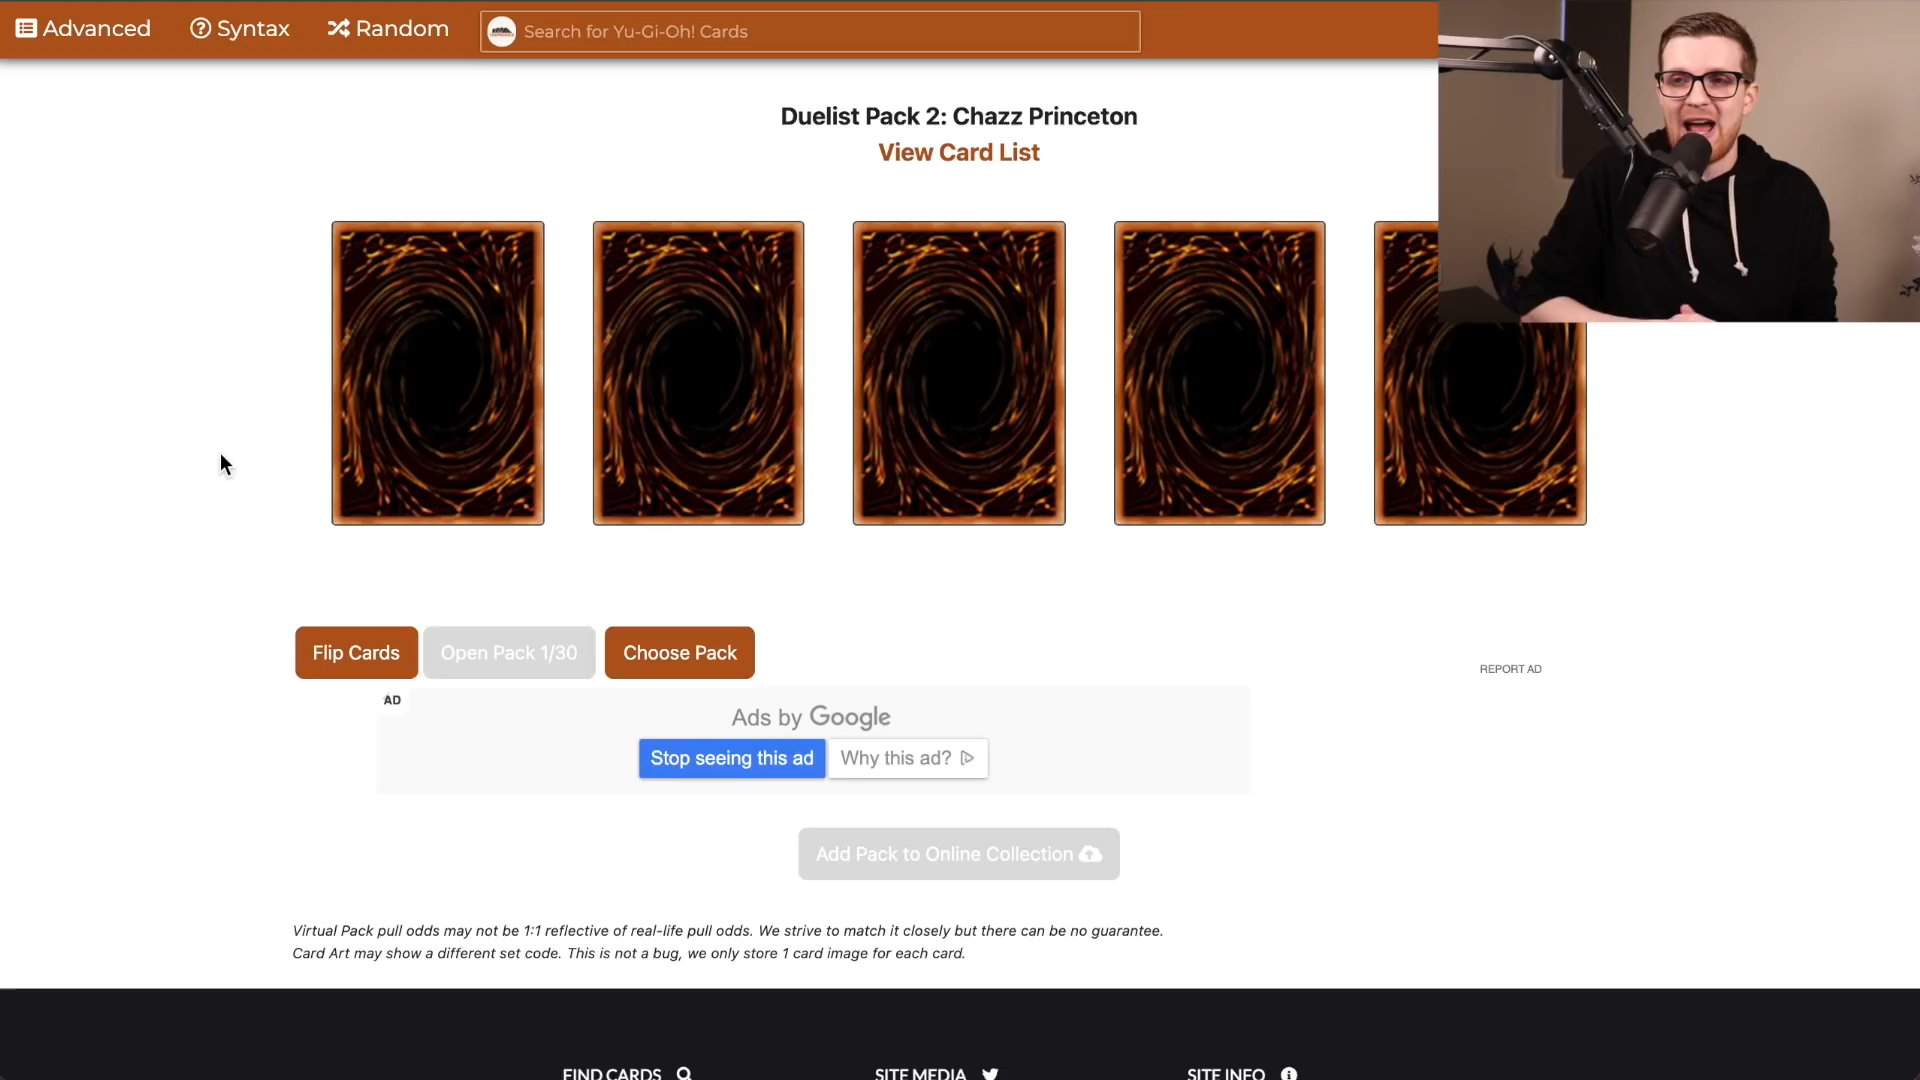 Advanced
Syntax
Random
Search for Yu-Gi-Oh! Cards
Duelist Pack 2: Chazz Princeton
View Card List
Flip Cards
Open Pack 1/30
Choose Pack
REPORT AD
AD
Ads by Google
Stop seeing this ad
Why this ad?
Add Pack to Online Collection
Virtual Pack pull odds may not be 1:1 reflective of real-life pull odds. We strive to match it closely but there can be no guarantee.
Card Art may show a different set code. This is not a bug, we only store 1 card image for each card.
FIND CARDS
SITE MEDIA
SITE INFO